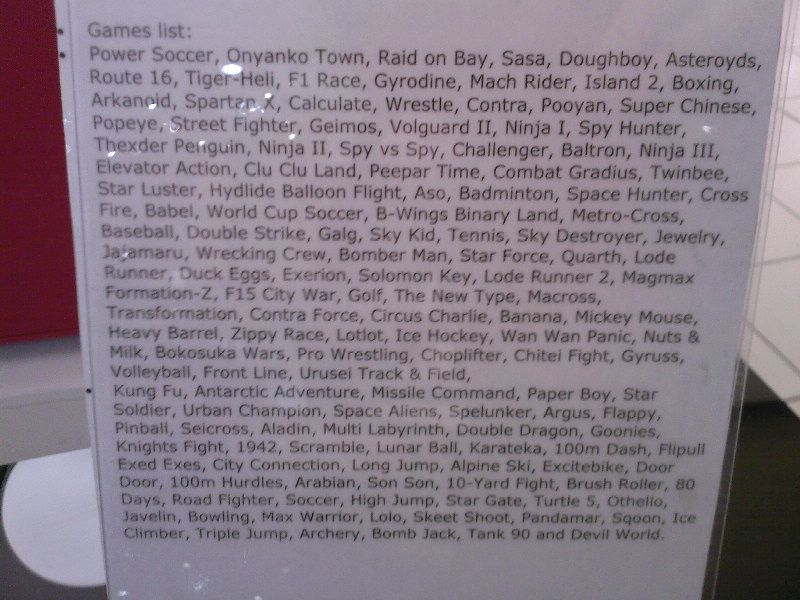 Games list:
Power Soccer, Onyanko Town, Raid on Bay, Sasa, Doughboy, Asteroyds,
Route 16, Tiger-Heli, F1 Race, Gyrodine, Mach Rider, Island 2, Boxing,
Arkanoid, Spartan X, Calculate, Wrestle, Contra, Pooyan, Super Chinese,
Popeye, Street Fighter, Geimos, Volguard II, Ninja I, Spy Hunter,
Thexder Penguin, Ninja II, Spy vs Spy, Challenger, Baltron, Ninja III,
Elevator Action, Clu Clu Land, Peepar Time, Combat Gradius, Twinbee,
Star Luster, Hydlide Balloon Flight, Aso, Badminton, Space Hunter, Cross
Fire, Babel, World Cup Soccer, B-Wings Binary Land, Metro-Cross,
Baseball, Double Strike, Galg, Sky Kid, Tennis, Sky Destroyer, Jewelry,
Jajamaru, Wrecking Crew, Bomber Man, Star Force, Quarth, Lode
Runner, Duck Eggs, Exerion, Solomon Key, Lode Runner 2, Magmax
Formation-Z, F15 City War, Golf, The New Type, Macross,
Transformation, Contra Force, Circus Charlie, Banana, Mickey Mouse,
Heavy Barrel, Zippy Race, Lotlot, Ice Hockey, Wan Wan Panic, Nuts &
Milk, Bokosuka Wars, Pro Wrestling, Choplifter, Chitei Fight, Gyruss,
Volleyball, Front Line, Urusei Track & Field,
Kung Fu, Antarctic Adventure, Missile Command, Paper Boy, Star
Soldier, Urban Champion, Space Aliens, Spelunker, Argus, Flappy,
Pinball, Seicross, Aladin, Multi Labyrinth, Double Dragon, Goonies,
Knights Fight, 1942, Scramble, Lunar Ball, Karateka, 100m Dash, Flipull
Exed Exes, City Connection, Long Jump, Alpine Ski, Excitebike, Door
Door, 100m Hurdles, Arabian, Son Son, 10-Yard Fight, Brush Roller, 80
Days, Road Fighter, Soccer, High Jump, Star Gate, Turtle 5, Othello,
Javelin, Bowling, Max Warrior, Lolo, Skeet Shoot, Pandamar, Sqoon, Ice
Climber, Triple Jump, Archery, Bomb Jack, Tank 90 and Devil World.